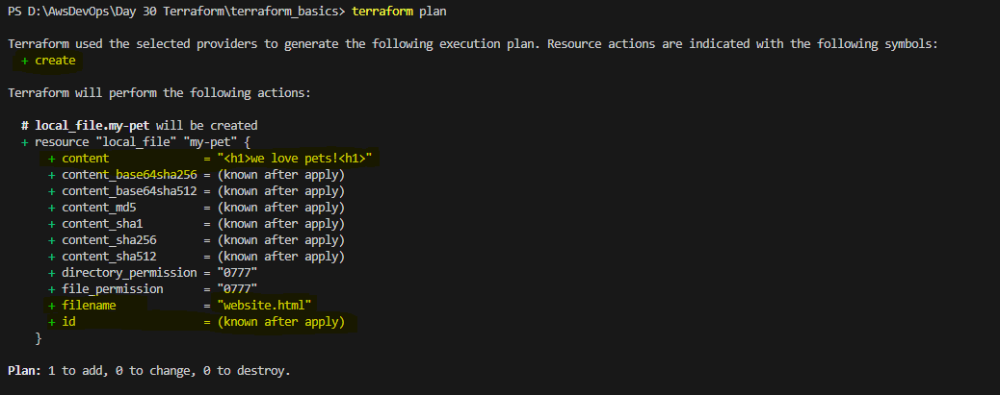 PS D:\AwsDevOps\Day 30 Terraform\terraform_basics> terraform plan
Terraform used the selected providers to generate the following execution plan. Resource actions are indicated with the following symbols:
+ create
Terraform will perform the following actions:
# local_file.my-pet will be created
+ resource "local_file" "my-pet" {
+ content = "<h1>we love pets!<h1>"
+ content_base64sha256 = (known after apply)
+ content_base64sha512 = (known after apply)
+ content_md5 = (known after apply)
+ content_sha1 = (known after apply)
+ content_sha256 = (known after apply)
+ content_sha512 = (known after apply)
+ directory_permission = "0777"
+ file_permission = "0777"
+ filename = "website.html"
+ id = (known after apply)
}
Plan: 1 to add, 0 to change, 0 to destroy.